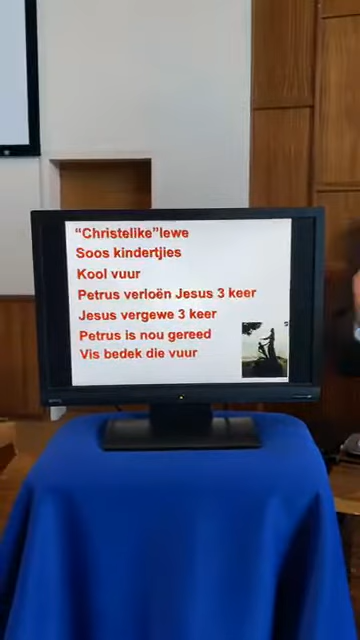 “Christelike”lewe
Soos kindertjies
Kool vuur
Petrus verloën Jesus 3 keer
Jesus vergewe 3 keer
Petrus is nou gereed
Vis bedek die vuur